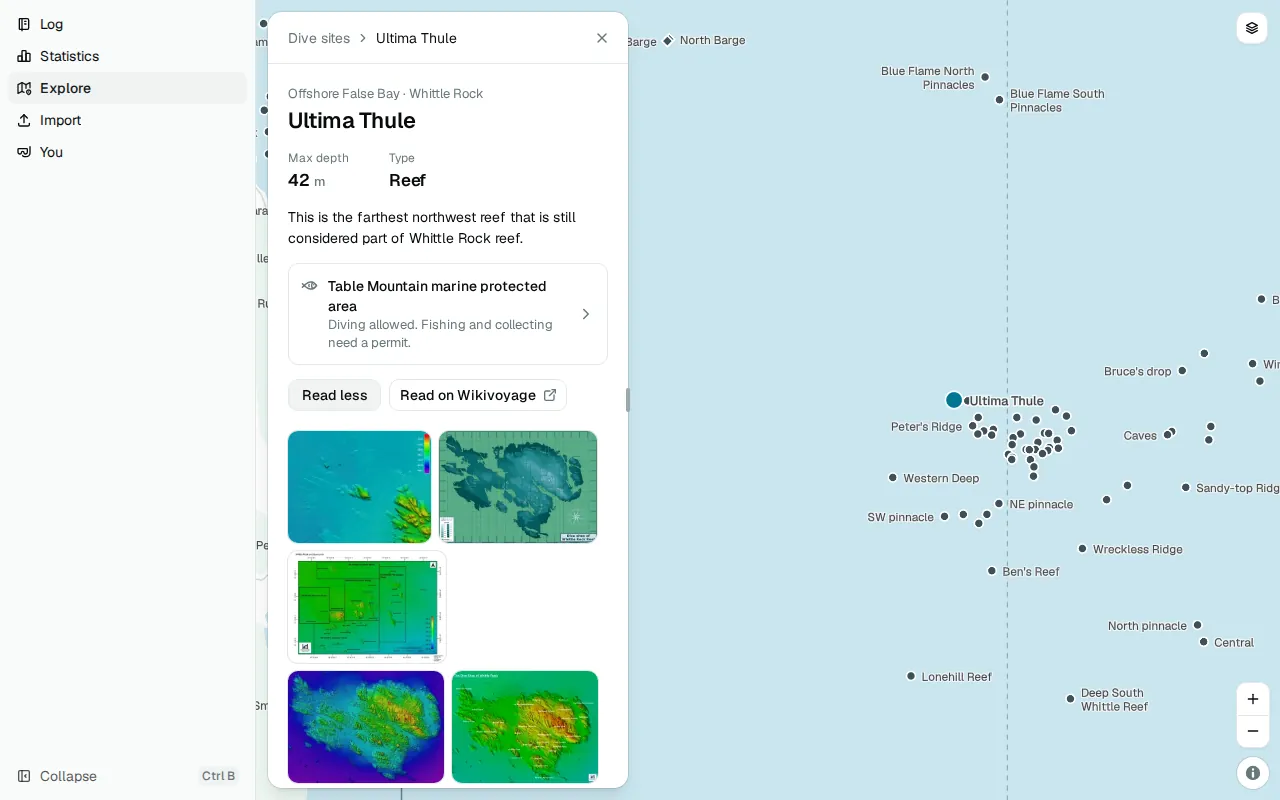 Log
Statistics
Explore
Import
You
Collapse
Ctrl B
Dive sites
Ultima Thule
Offshore False Bay · Whittle Rock
Ultima Thule
Max depth
Type
42 m
Reef
This is the farthest northwest reef that is still
considered part of Whittle Rock reef.
Table Mountain marine protected
area
Diving allowed. Fishing and collecting
need a permit.
Read less
Read on Wikivoyage
Barge
North Barge
Blue Flame North
Pinnacles
Blue Flame South
Pinnacles
Bruce's drop
Ultima Thule
Peter's Ridge
Caves
Western Deep
Sandy-top Ridg
NE pinnacle
SW pinnacle
Wreckless Ridge
Ben's Reef
North pinnacle
Central
Lonehill Reef
Deep South
Whittle Reef